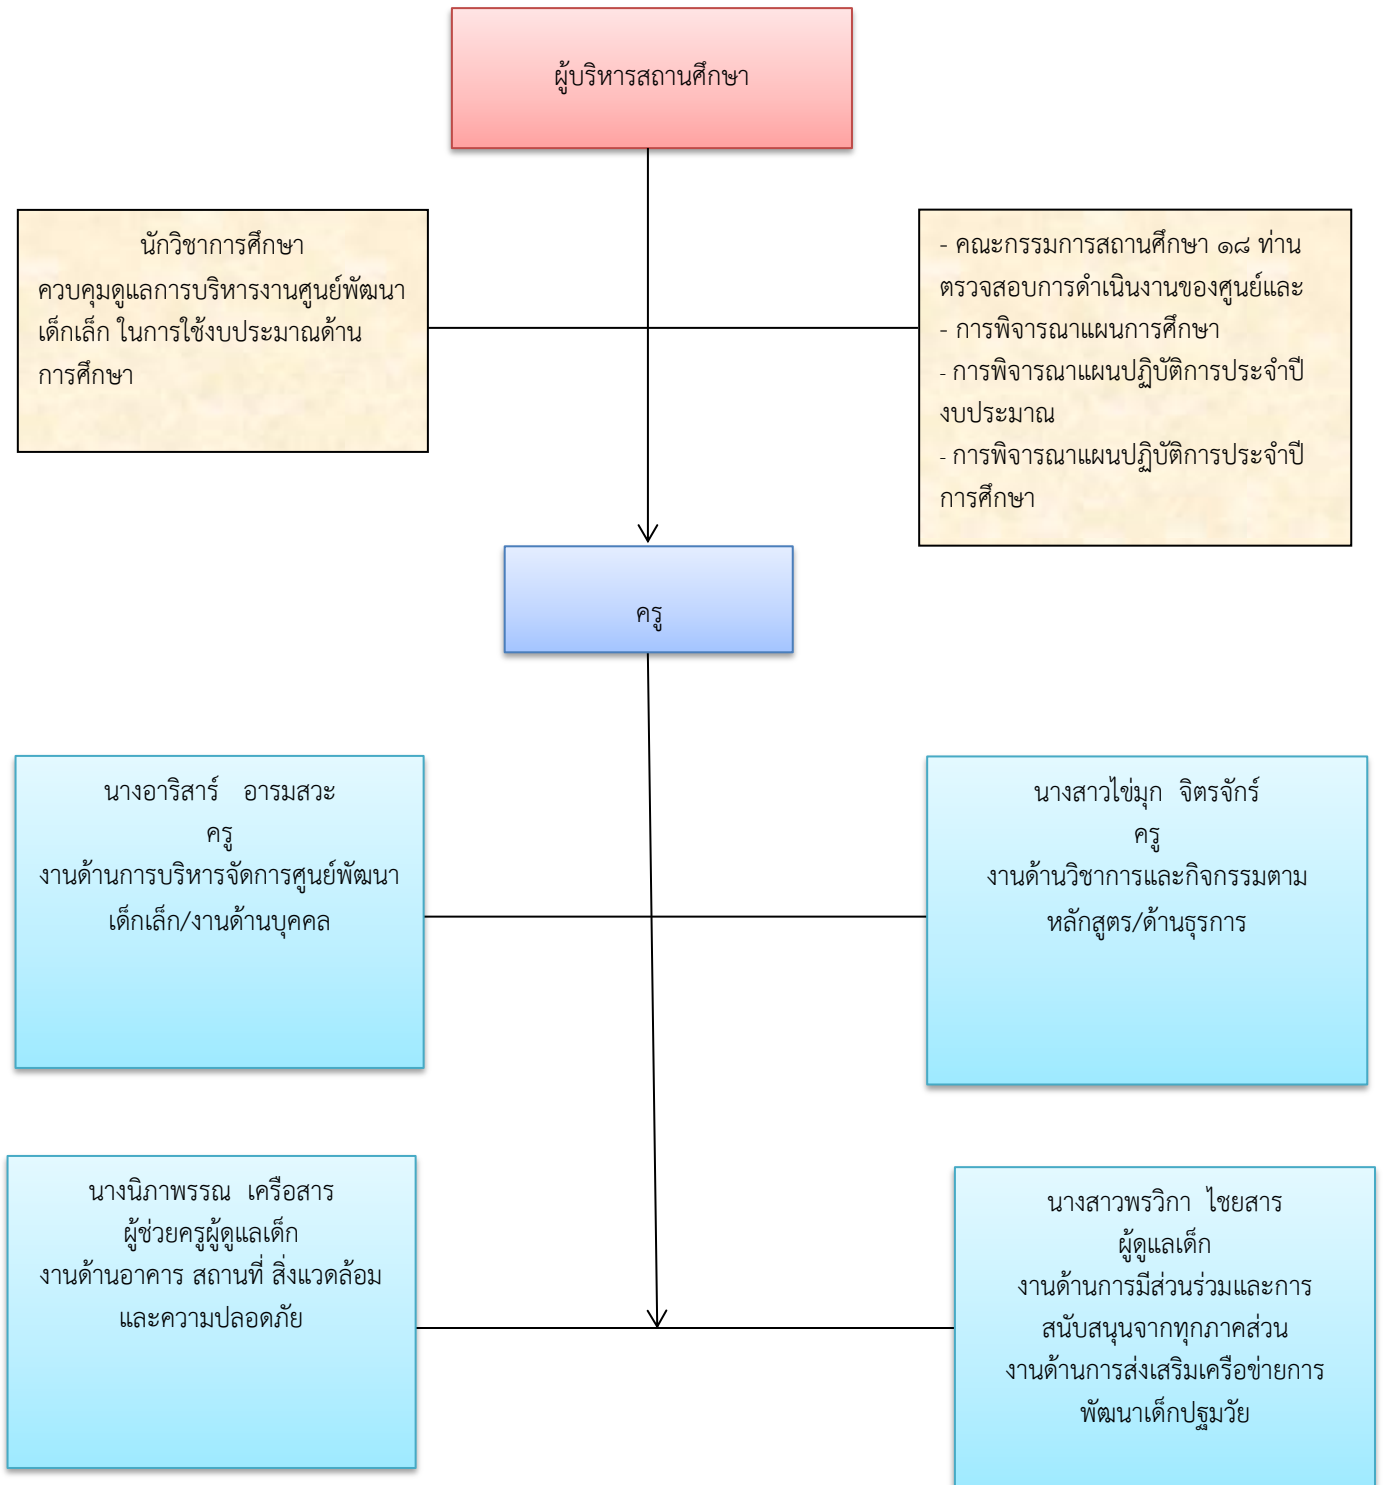 ผู้บริหารสถานศึกษา
นักวิชาการศึกษา
ควบคุมดูแลการบริหารงานศูนย์พัฒนา
เด็กเล็ก ในการใช้งบประมาณด้าน
การศึกษา
- คณะกรรมการสถานศึกษา ๑๘ ท่าน
ตรวจสอบการดำเนินงานของศูนย์และ
- การพิจารณาแผนการศึกษา
- การพิจารณาแผนปฏิบัติการประจำปี
งบประมาณ
- การพิจารณาแผนปฏิบัติการประจำปี
การศึกษา
ครู
นางอาริสาร์ อารมสวะ
ครู
งานด้านการบริหารจัดการศูนย์พัฒนา
เด็กเล็ก/งานด้านบุคคล
นางสาวไข่มุก จิตรจักร์
ครู
งานด้านวิชาการและกิจกรรมตาม
หลักสูตร/ด้านธุรการ
นางนิภาพรรณ เครือสาร
ผู้ช่วยครูผู้ดูแลเด็ก
งานด้านอาคาร สถานที่ สิ่งแวดล้อม
และความปลอดภัย
นางสาวพรวิกา ไชยสาร
ผู้ดูแลเด็ก
งานด้านการมีส่วนร่วมและการ
สนับสนุนจากทุกภาคส่วน
งานด้านการส่งเสริมเครือข่ายการ
พัฒนาเด็กปฐมวัย